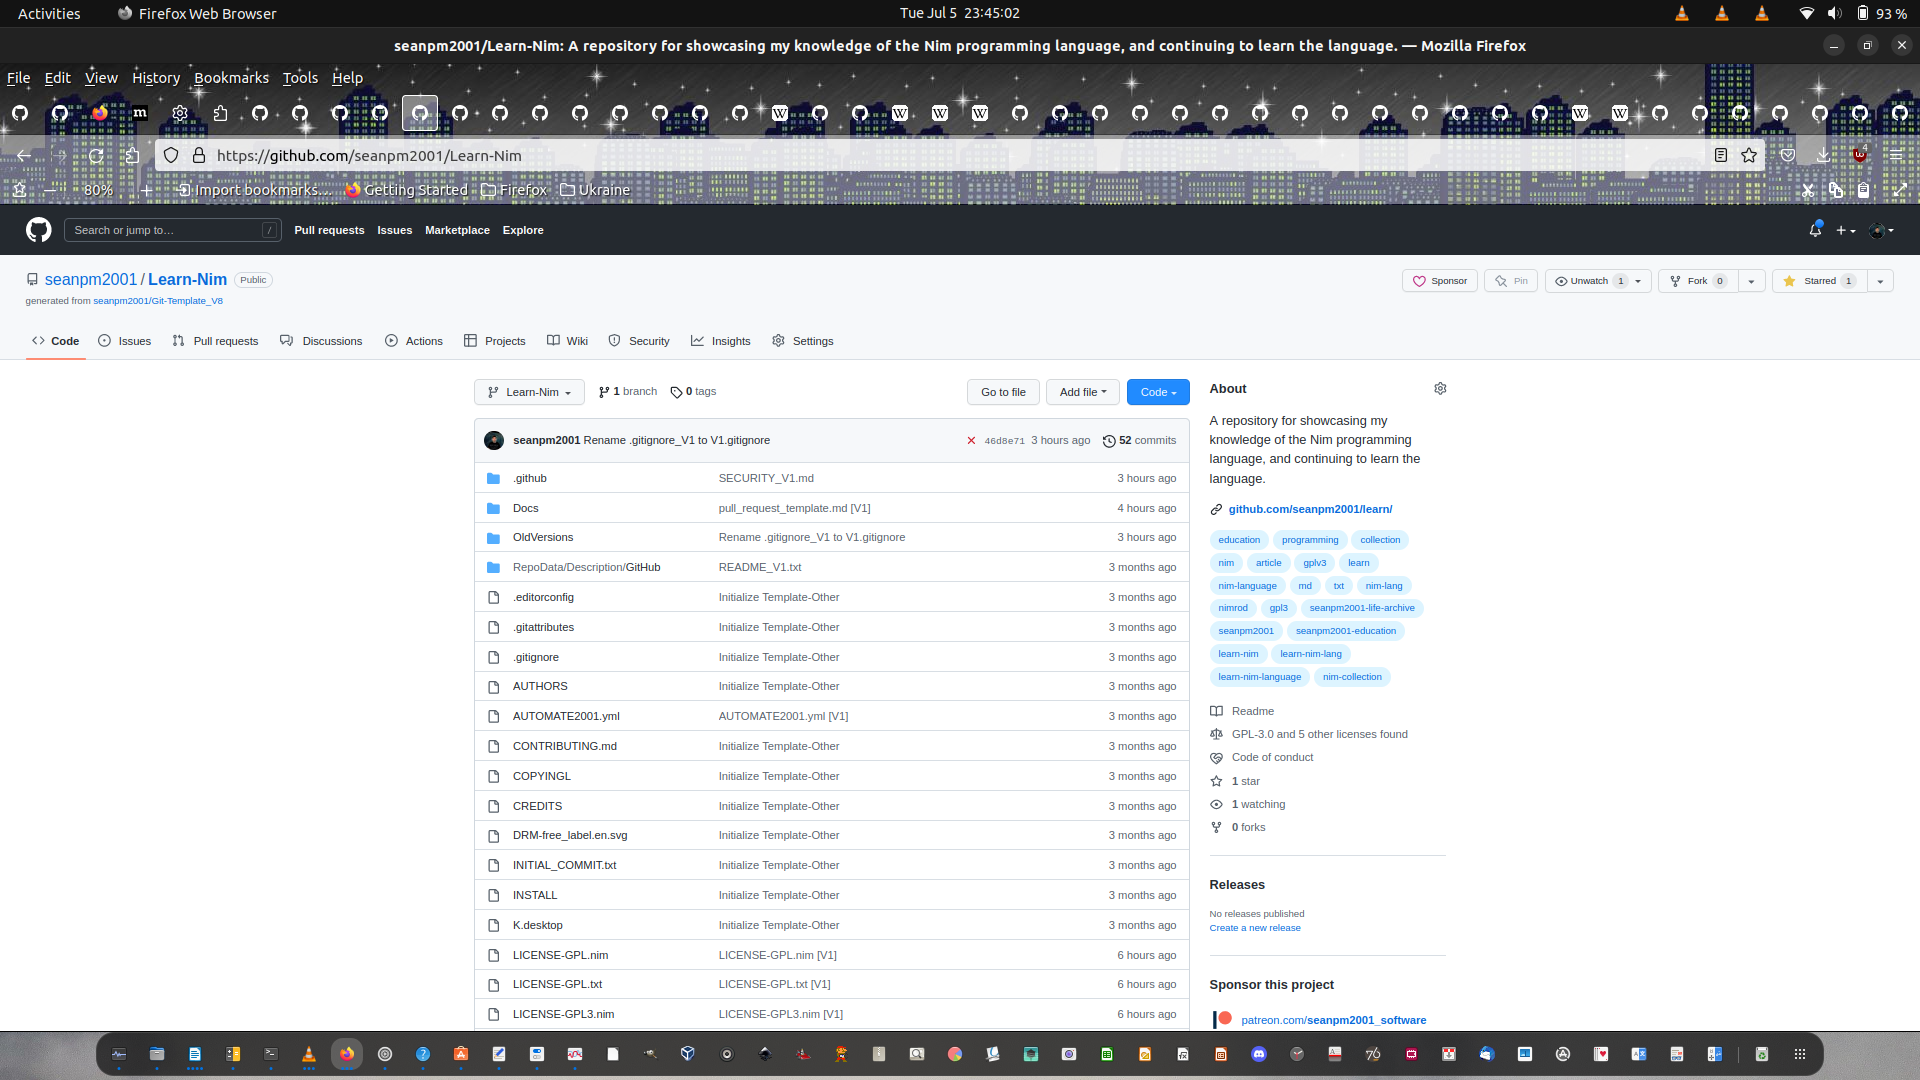 Activities Firefox Web Browser Tue Jul 5 23:45:02 93 %
seanpm2001/Learn-Nim: A repository for showcasing my knowledge of the Nim programming language, and continuing to learn the language. — Mozilla Firefox
File Edit View History Bookmarks Tools Help
https://github.com/seanpm2001/Learn-Nim
80% Import bookmarks... Getting Started Firefox Ukraine
Search or jump to... / Pull requests Issues Marketplace Explore
seanpm2001 / Learn-Nim Public Sponsor Pin Unwatch 1 Fork 0 Starred 1
generated from seanpm2001/Git-Template_V8
Code Issues Pull requests Discussions Actions Projects Wiki Security Insights Settings
Learn-Nim 1 branch 0 tags Go to file Add file Code
seanpm2001 Rename .gitignore_V1 to V1.gitignore 46d8e71 3 hours ago 52 commits
.github SECURITY_V1.md 3 hours ago
Docs pull_request_template.md [V1] 4 hours ago
OldVersions Rename .gitignore_V1 to V1.gitignore 3 hours ago
RepoData/Description/GitHub README_V1.txt 3 months ago
.editorconfig Initialize Template-Other 3 months ago
.gitattributes Initialize Template-Other 3 months ago
.gitignore Initialize Template-Other 3 months ago
AUTHORS Initialize Template-Other 3 months ago
AUTOMATE2001.yml AUTOMATE2001.yml [V1] 3 months ago
CONTRIBUTING.md Initialize Template-Other 3 months ago
COPYINGL Initialize Template-Other 3 months ago
CREDITS Initialize Template-Other 3 months ago
DRM-free_label.en.svg Initialize Template-Other 3 months ago
INITIAL_COMMIT.txt Initialize Template-Other 3 months ago
INSTALL Initialize Template-Other 3 months ago
K.desktop Initialize Template-Other 3 months ago
LICENSE-GPL.nim LICENSE-GPL.nim [V1] 6 hours ago
LICENSE-GPL.txt LICENSE-GPL.txt [V1] 6 hours ago
LICENSE-GPL3.nim LICENSE-GPL3.nim [V1] 6 hours ago
About
A repository for showcasing my
knowledge of the Nim programming
language, and continuing to learn the
language.
github.com/seanpm2001/learn/
education programming collection
nim article gplv3 learn
nim-language md txt nim-lang
nimrod gpl3 seanpm2001-life-archive
seanpm2001 seanpm2001-education
learn-nim learn-nim-lang
learn-nim-language nim-collection
Readme
GPL-3.0 and 5 other licenses found
Code of conduct
1 star
1 watching
0 forks
Releases
No releases published
Create a new release
Sponsor this project
patreon.com/seanpm2001_software